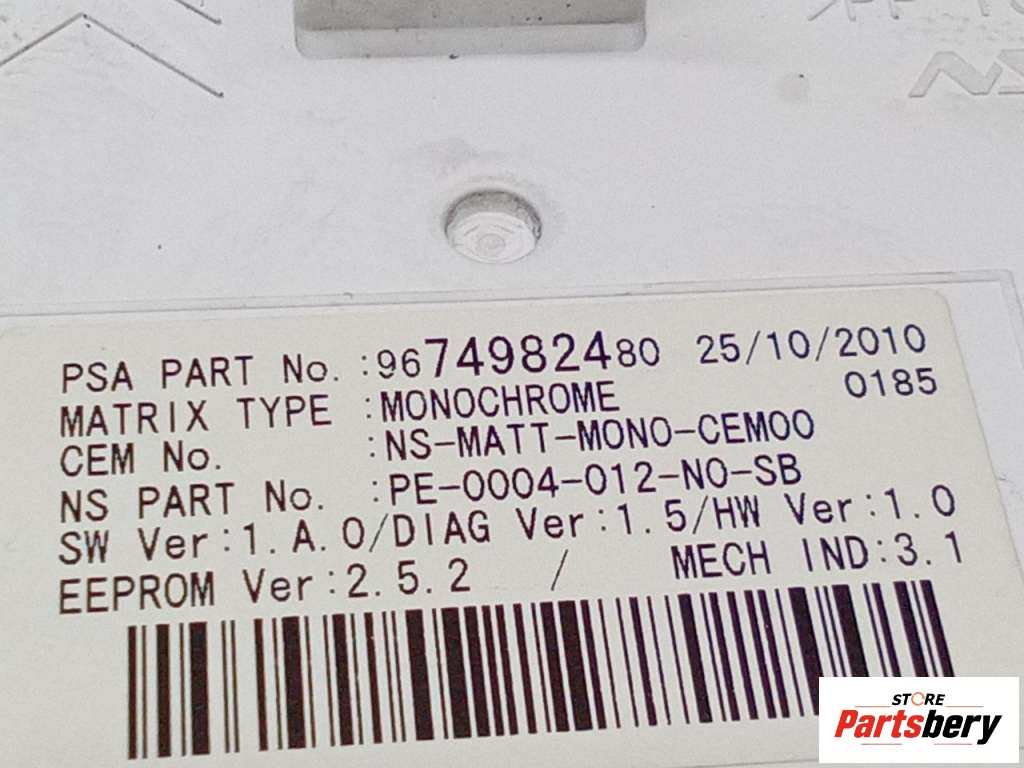 PSA PART No. :9674982480 25/10/2010
MATRIX TYPE :MONOCHROME 0185
CEM No. :NS-MATT-MONO-CEM00
NS PART No. :PE-0004-012-NO-SB
SW Ver:1.A.0/DIAG Ver:1.5/HW Ver:1.0
EEPROM Ver:2.5.2 / MECH IND:3.1
STORE
Partsbery